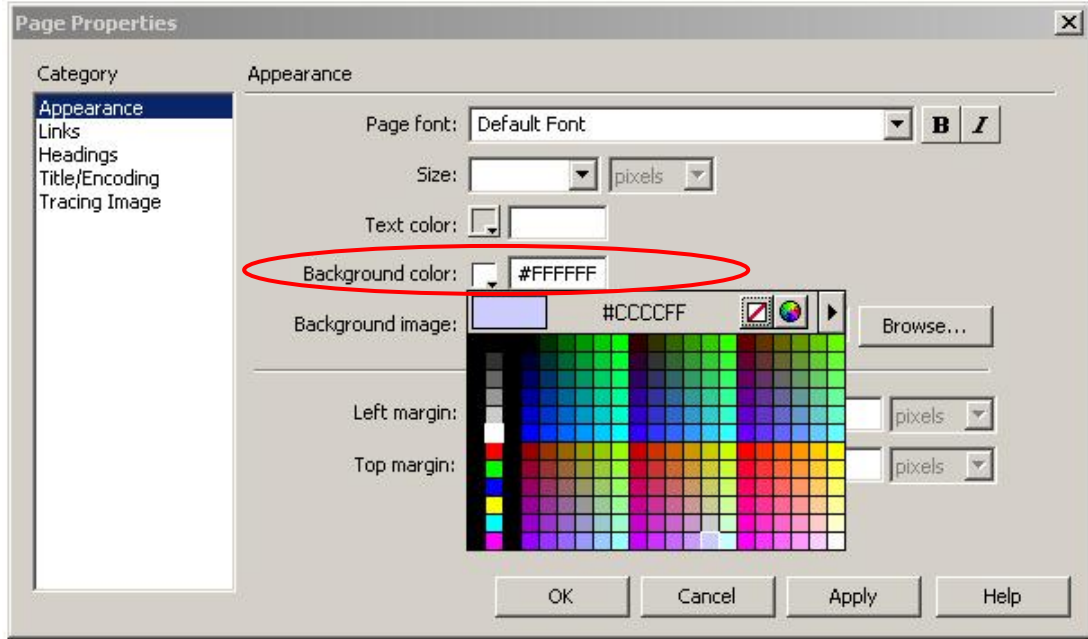 Page Properties
Category
Appearance
Appearance
Links
Headings
Title/Encoding
Tracing Image
Page font: Default Font B I
Size: pixels
Text color:
Background color: #FFFFFF
#CCCCFF
Background image: Browse...
Left margin: pixels
Top margin: pixels
OK Cancel Apply Help